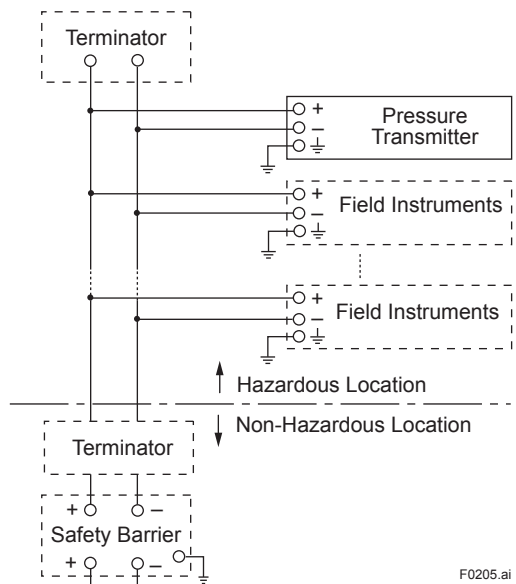 Terminator
+
Pressure
Transmitter
−
+
Field Instruments
−
+
Field Instruments
−
Hazardous Location
Non-Hazardous Location
Terminator
+ −
Safety Barrier
+ −
F0205.ai